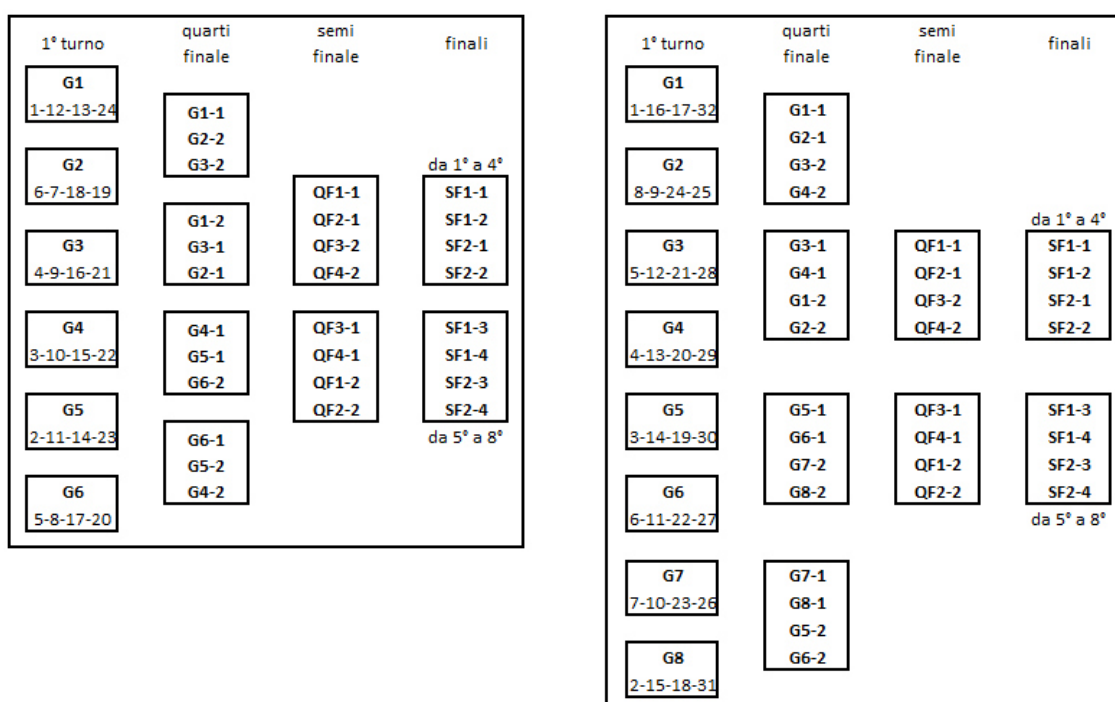 1° turno
quarti
finale
semi
finale
finali
G1
1-12-13-24
G2
6-7-18-19
G3
4-9-16-21
G4
3-10-15-22
G5
2-11-14-23
G6
5-8-17-20
G1-1
G2-2
G3-2
G1-2
G3-1
G2-1
G4-1
G5-1
G6-2
G6-1
G5-2
G4-2
QF1-1
QF2-1
QF3-2
QF4-2
QF3-1
QF4-1
QF1-2
QF2-2
da 1° a 4°
SF1-1
SF1-2
SF2-1
SF2-2
SF1-3
SF1-4
SF2-3
SF2-4
da 5° a 8°
1° turno
quarti
finale
semi
finale
finali
G1
1-16-17-32
G2
8-9-24-25
G3
5-12-21-28
G4
4-13-20-29
G5
3-14-19-30
G6
6-11-22-27
G7
7-10-23-26
G8
2-15-18-31
G1-1
G2-1
G3-2
G4-2
G3-1
G4-1
G1-2
G2-2
G5-1
G6-1
G7-2
G8-2
G7-1
G8-1
G5-2
G6-2
QF1-1
QF2-1
QF3-2
QF4-2
QF3-1
QF4-1
QF1-2
QF2-2
da 1° a 4°
SF1-1
SF1-2
SF2-1
SF2-2
SF1-3
SF1-4
SF2-3
SF2-4
da 5° a 8°